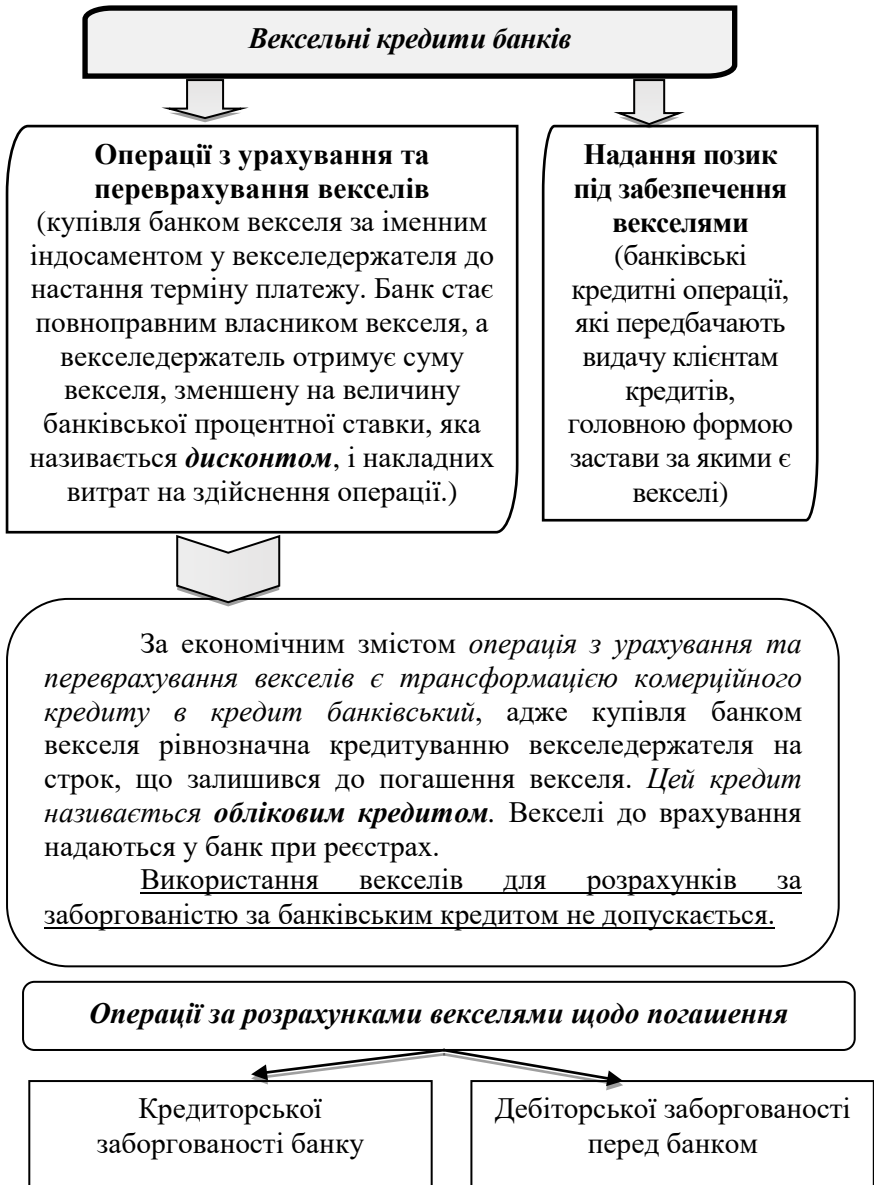 Вексельні кредити банків
Операції з урахування та
переврахування векселів
(купівля банком векселя за іменним
індосаментом у векселедержателя до
настання терміну платежу. Банк стає
повноправним власником векселя, а
векселедержатель отримує суму
векселя, зменшену на величину
банківської процентної ставки, яка
називається дисконтом, і накладних
витрат на здійснення операції.)
Надання позик
під забезпечення
векселями
(банківські
кредитні операції,
які передбачають
видачу клієнтам
кредитів,
головною формою
застави за якими є
векселі)
За економічним змістом операція з урахування та
переврахування векселів є трансформацією комерційного
кредиту в кредит банківський, адже купівля банком
векселя рівнозначна кредитуванню векселедержателя на
строк, що залишився до погашення векселя. Цей кредит
називається обліковим кредитом. Векселі до врахування
надаються у банк при реєстрах.
Використання векселів для розрахунків за
заборгованістю за банківським кредитом не допускається.
Операції за розрахунками векселями щодо погашення
Кредиторської
заборгованості банку
Дебіторської заборгованості
перед банком